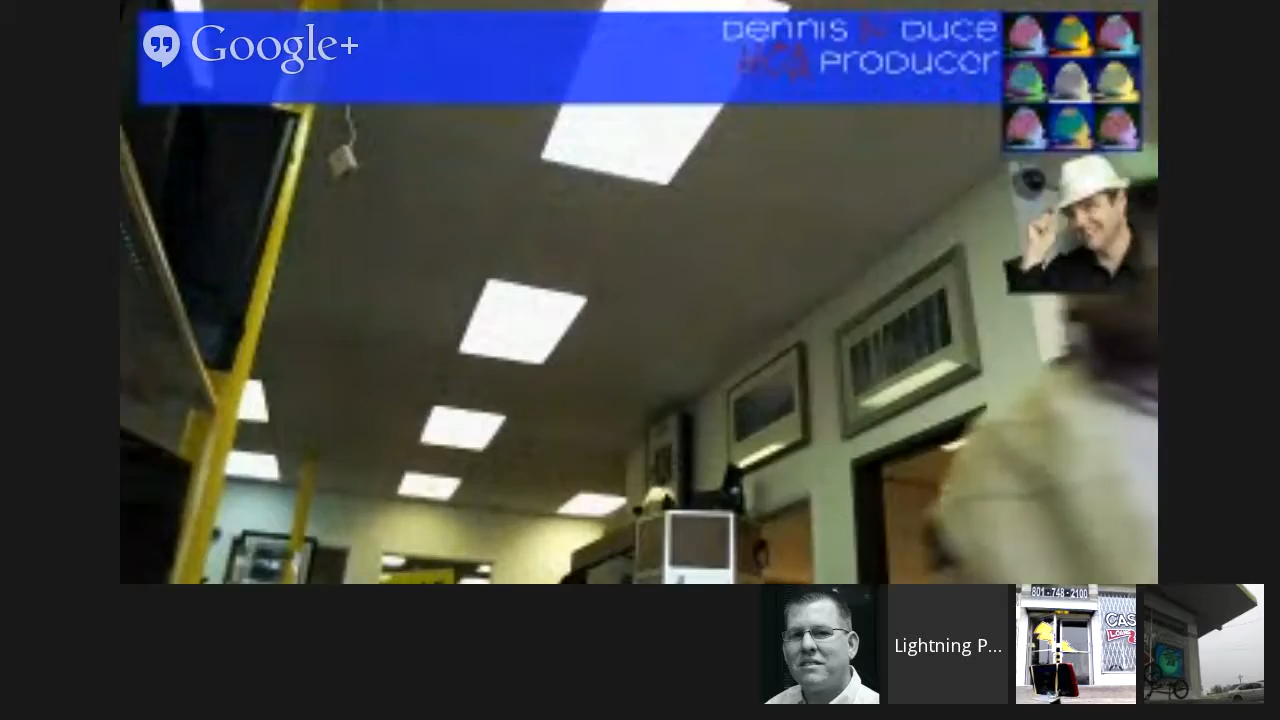 Google+
Dennis Duce
HCA Producer
Lightning P...
801-748-2100
CAS